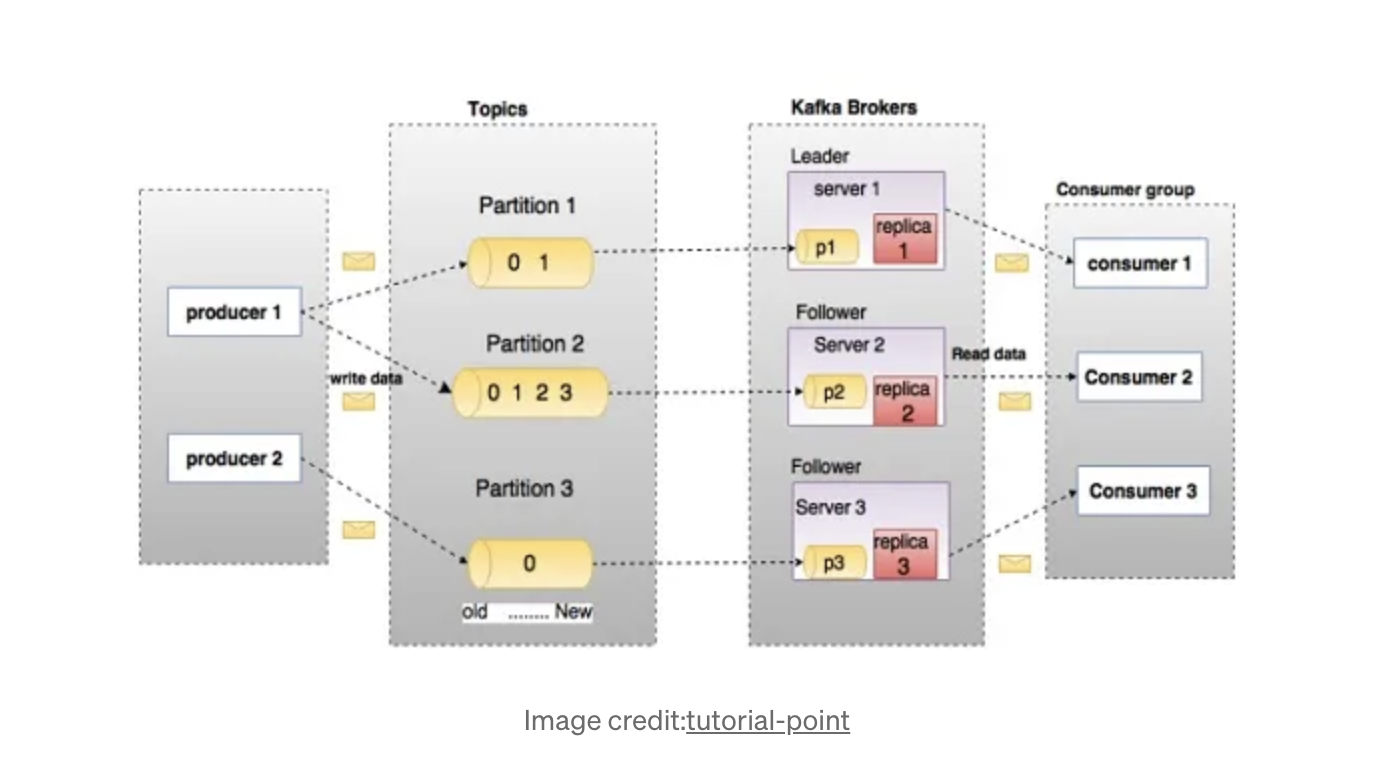 Topics
Kafka Brokers
Leader
server 1
p1
replica
1
Consumer group
Partition 1
0 1
consumer 1
producer 1
Follower
Server 2
p2
replica
2
Partition 2
0 1 2 3
write data
Read data
Consumer 2
producer 2
Follower
Server 3
p3
replica
3
Partition 3
0
old ......... New
Consumer 3
Image credit:tutorial-point